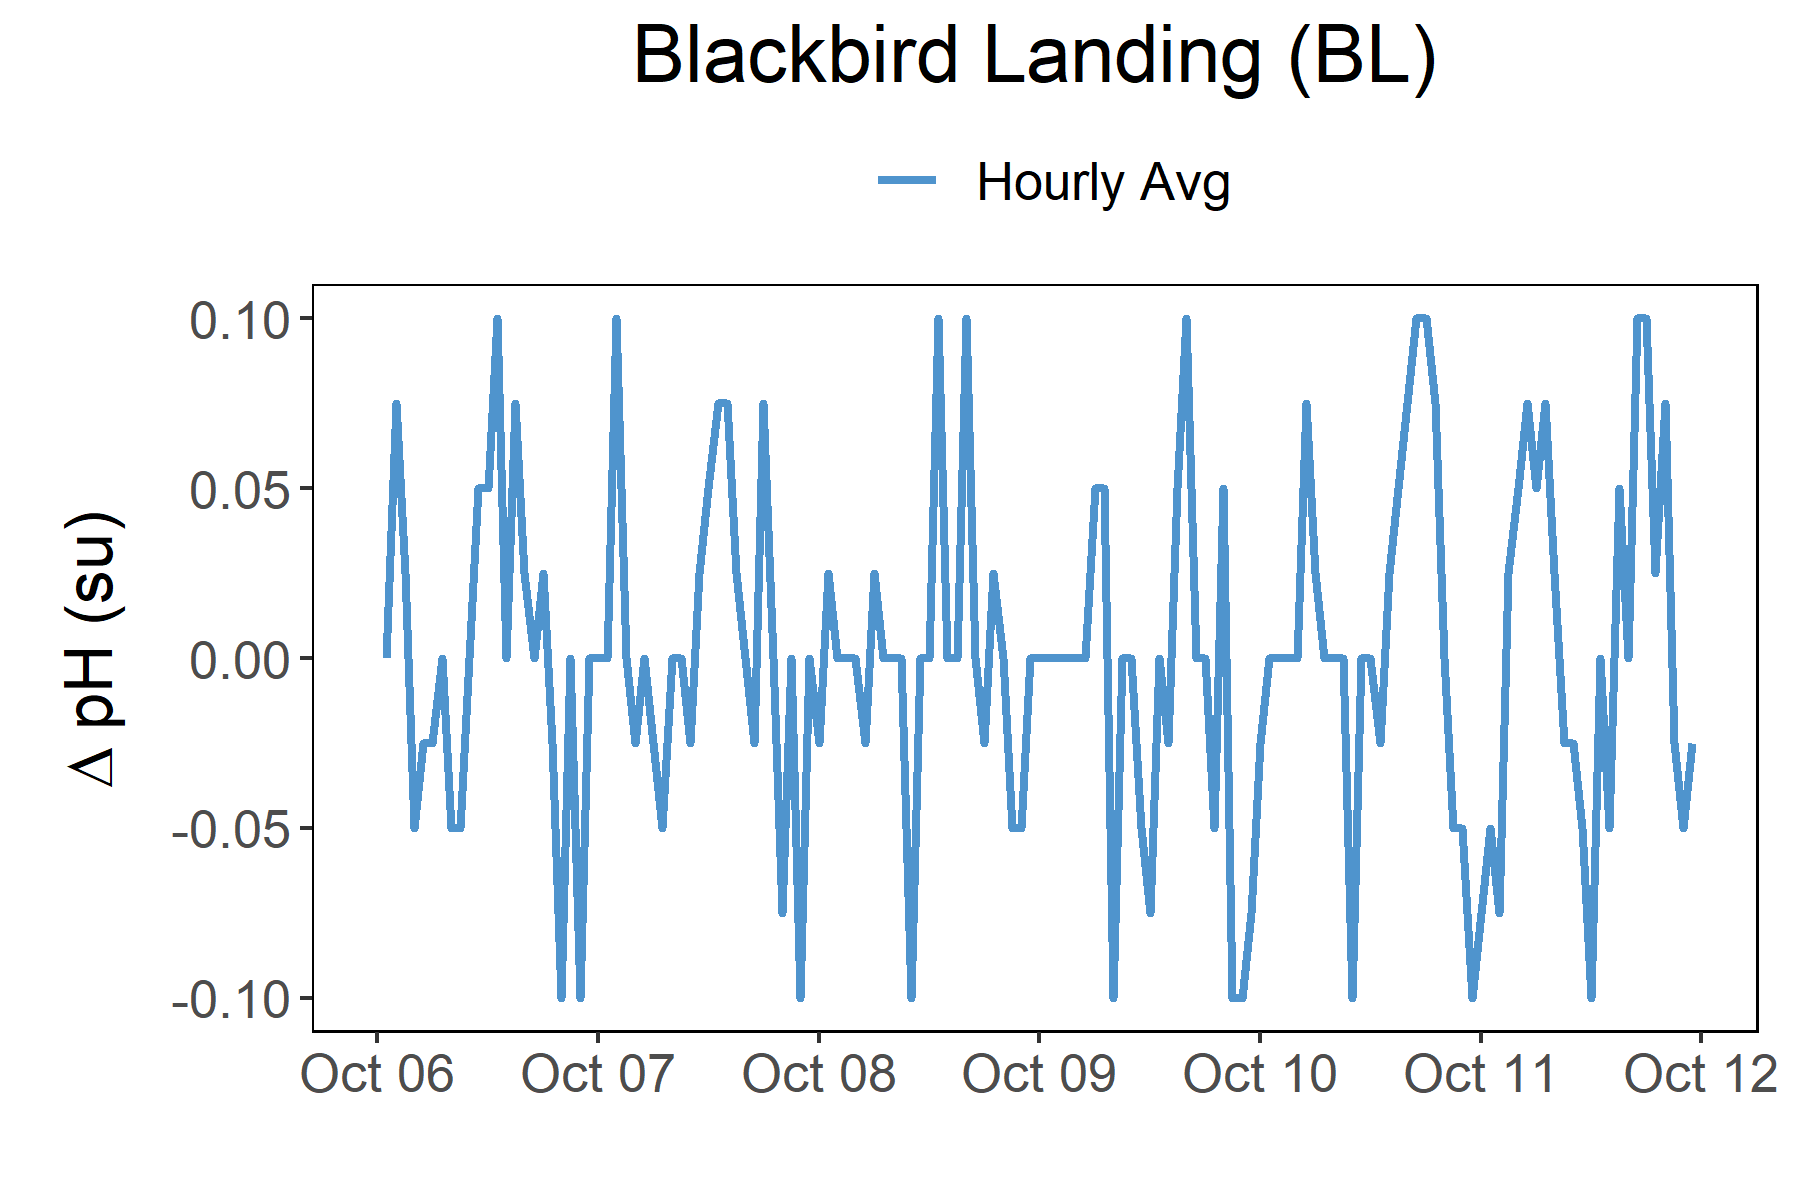 Blackbird Landing (BL)
Hourly Avg
Δ pH (su)
0.10
0.05
0.00
-0.05
-0.10
Oct 06 Oct 07 Oct 08 Oct 09 Oct 10 Oct 11 Oct 12